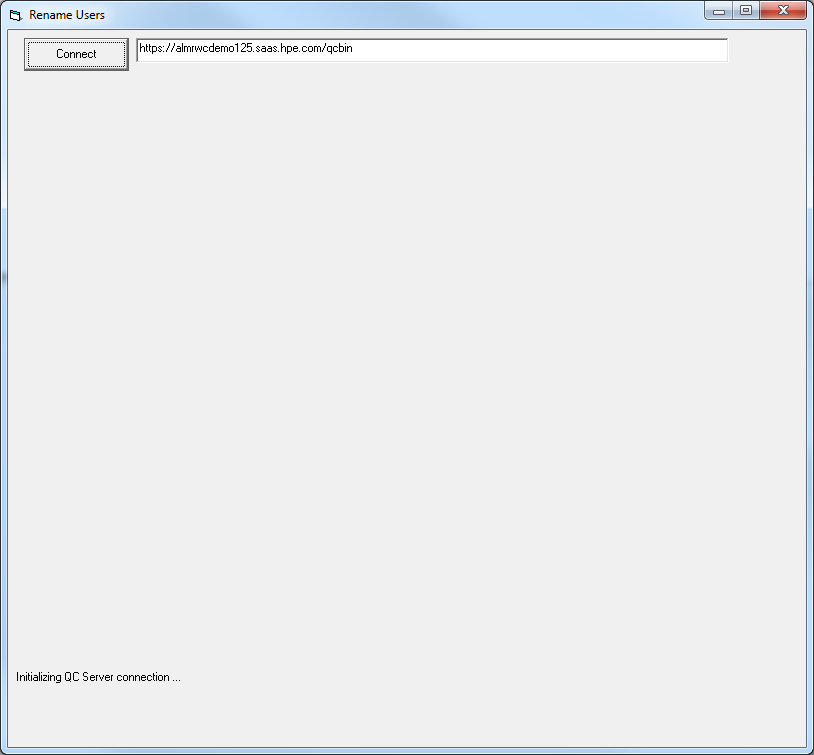 Rename Users
Connect
https://almrwcdemo125.saas.hpe.com/qcbin
Initializing QC Server connection ...